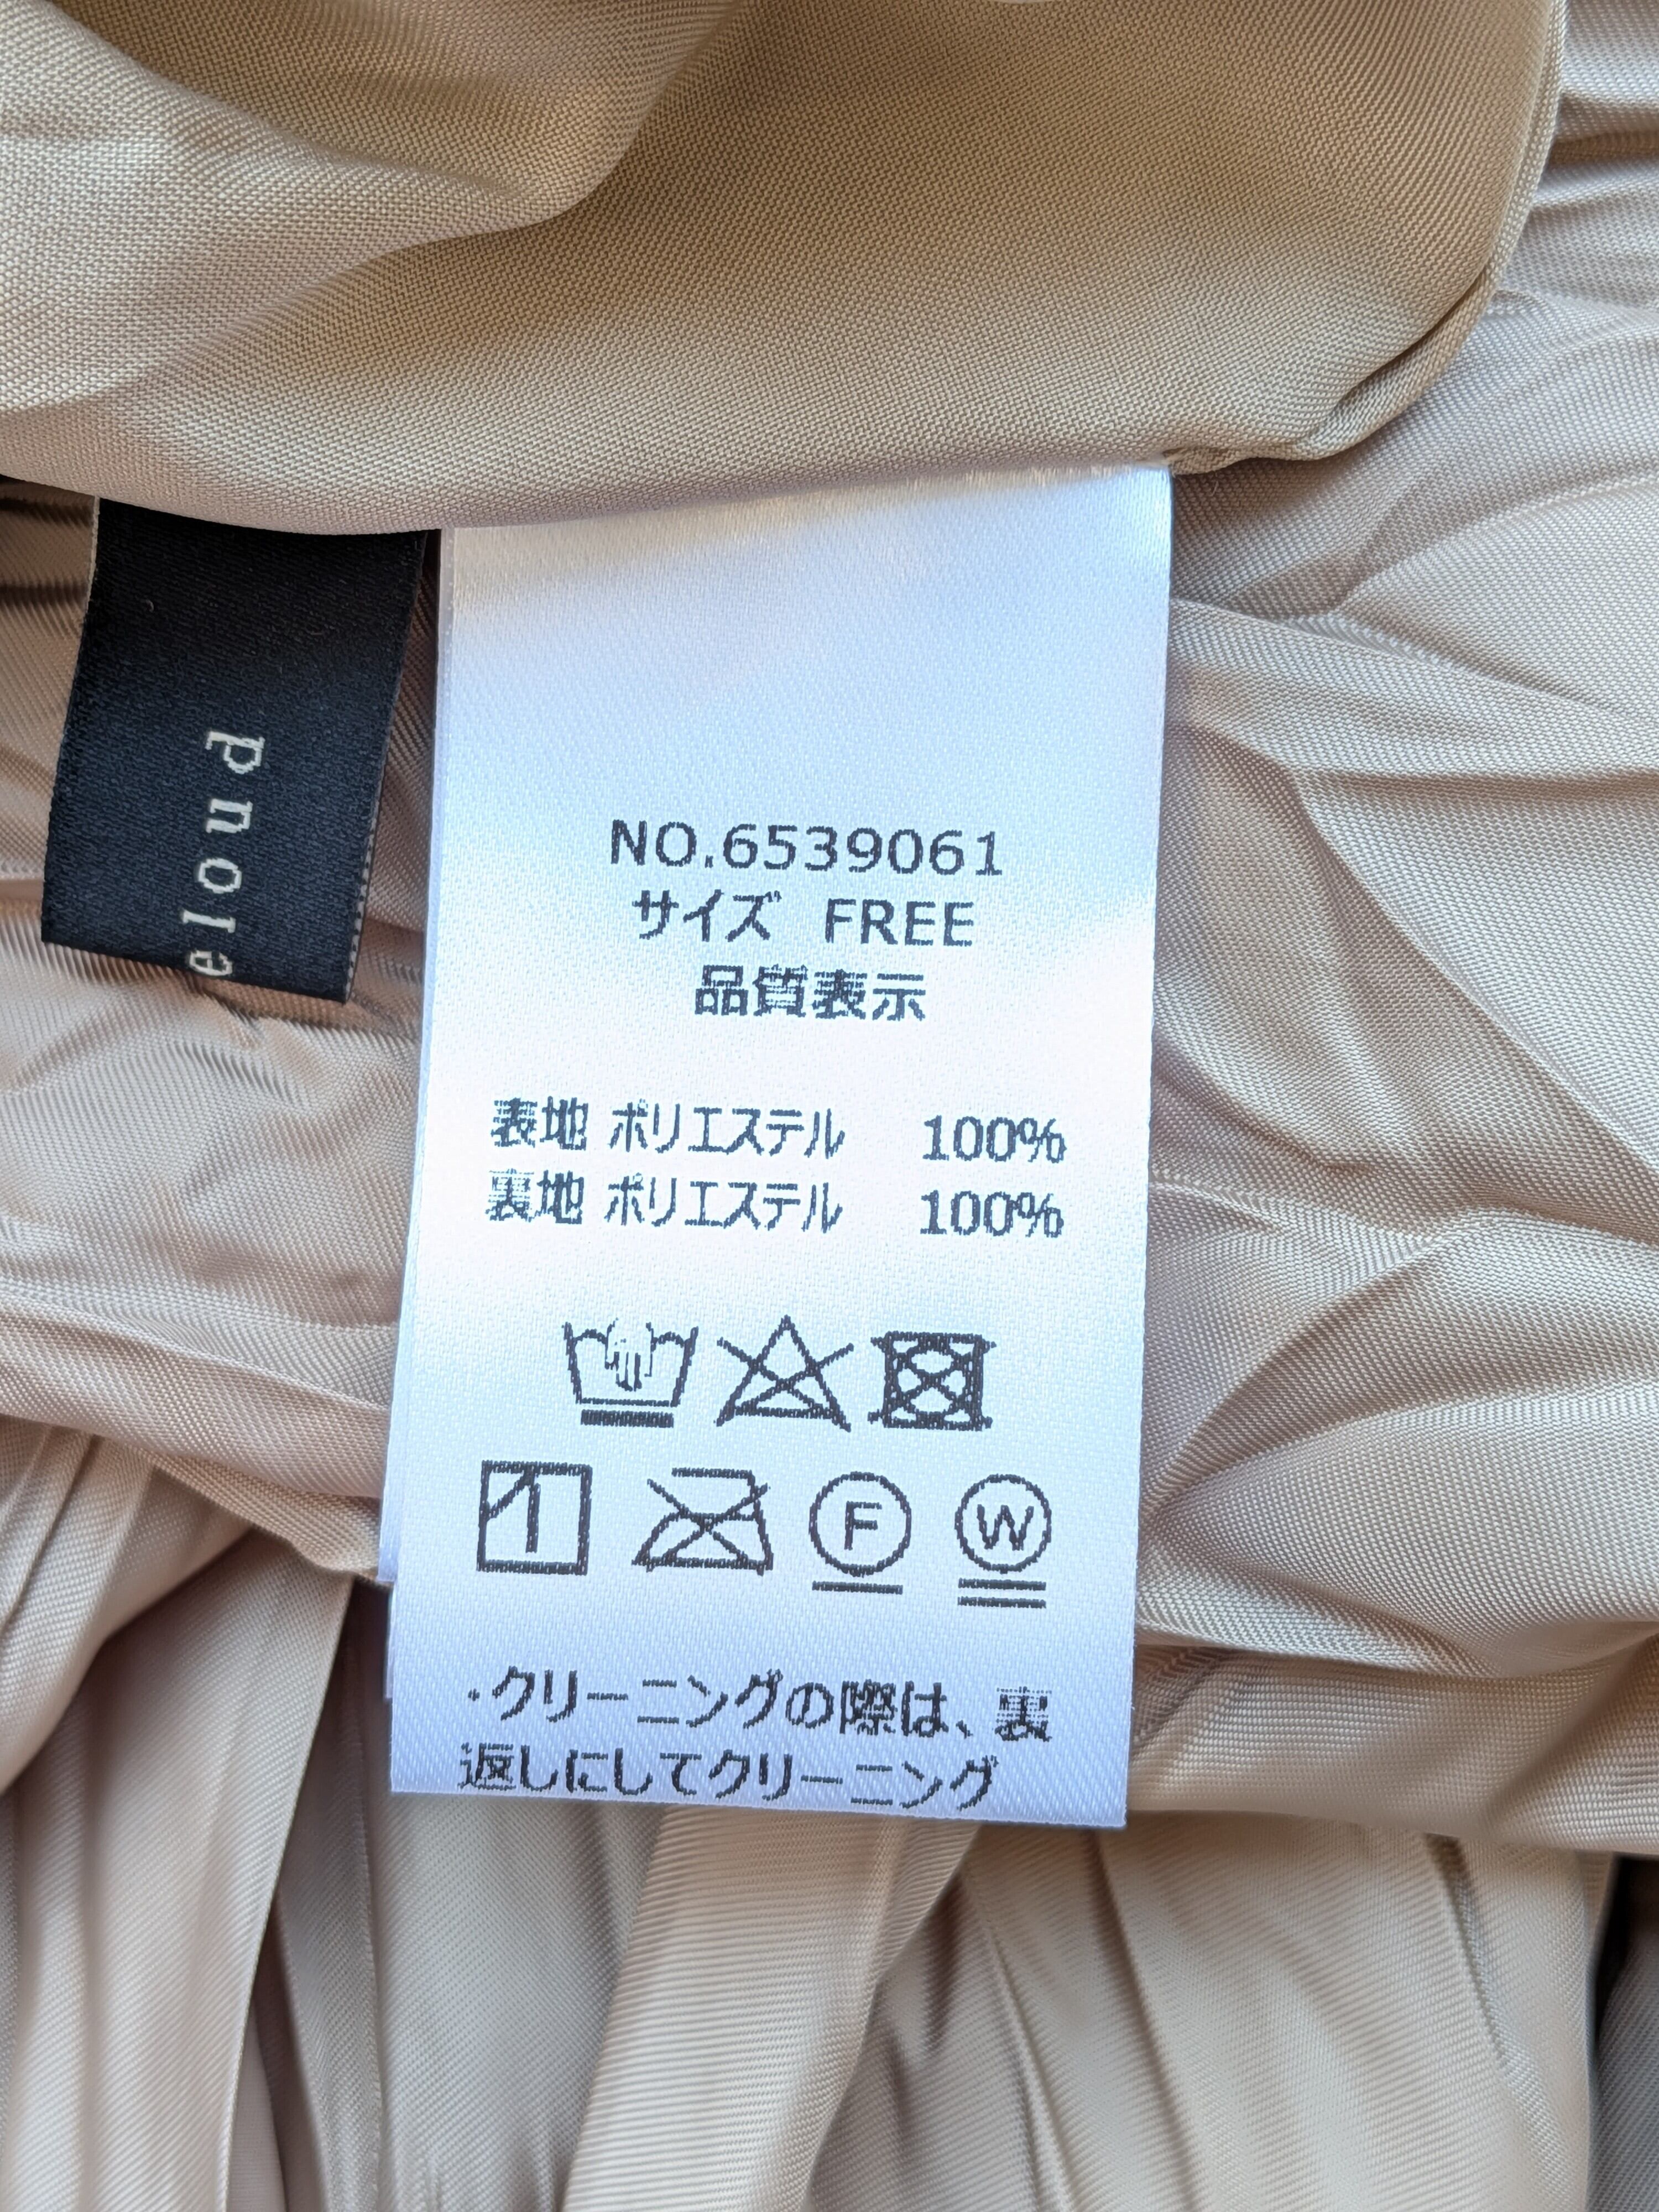 eloud
NO.6539061
サイズ FREE
品質表示
表地 ポリエステル 100%
裏地 ポリエステル 100%
1
F W
・クリーニングの際は、裏
返しにしてクリーニング